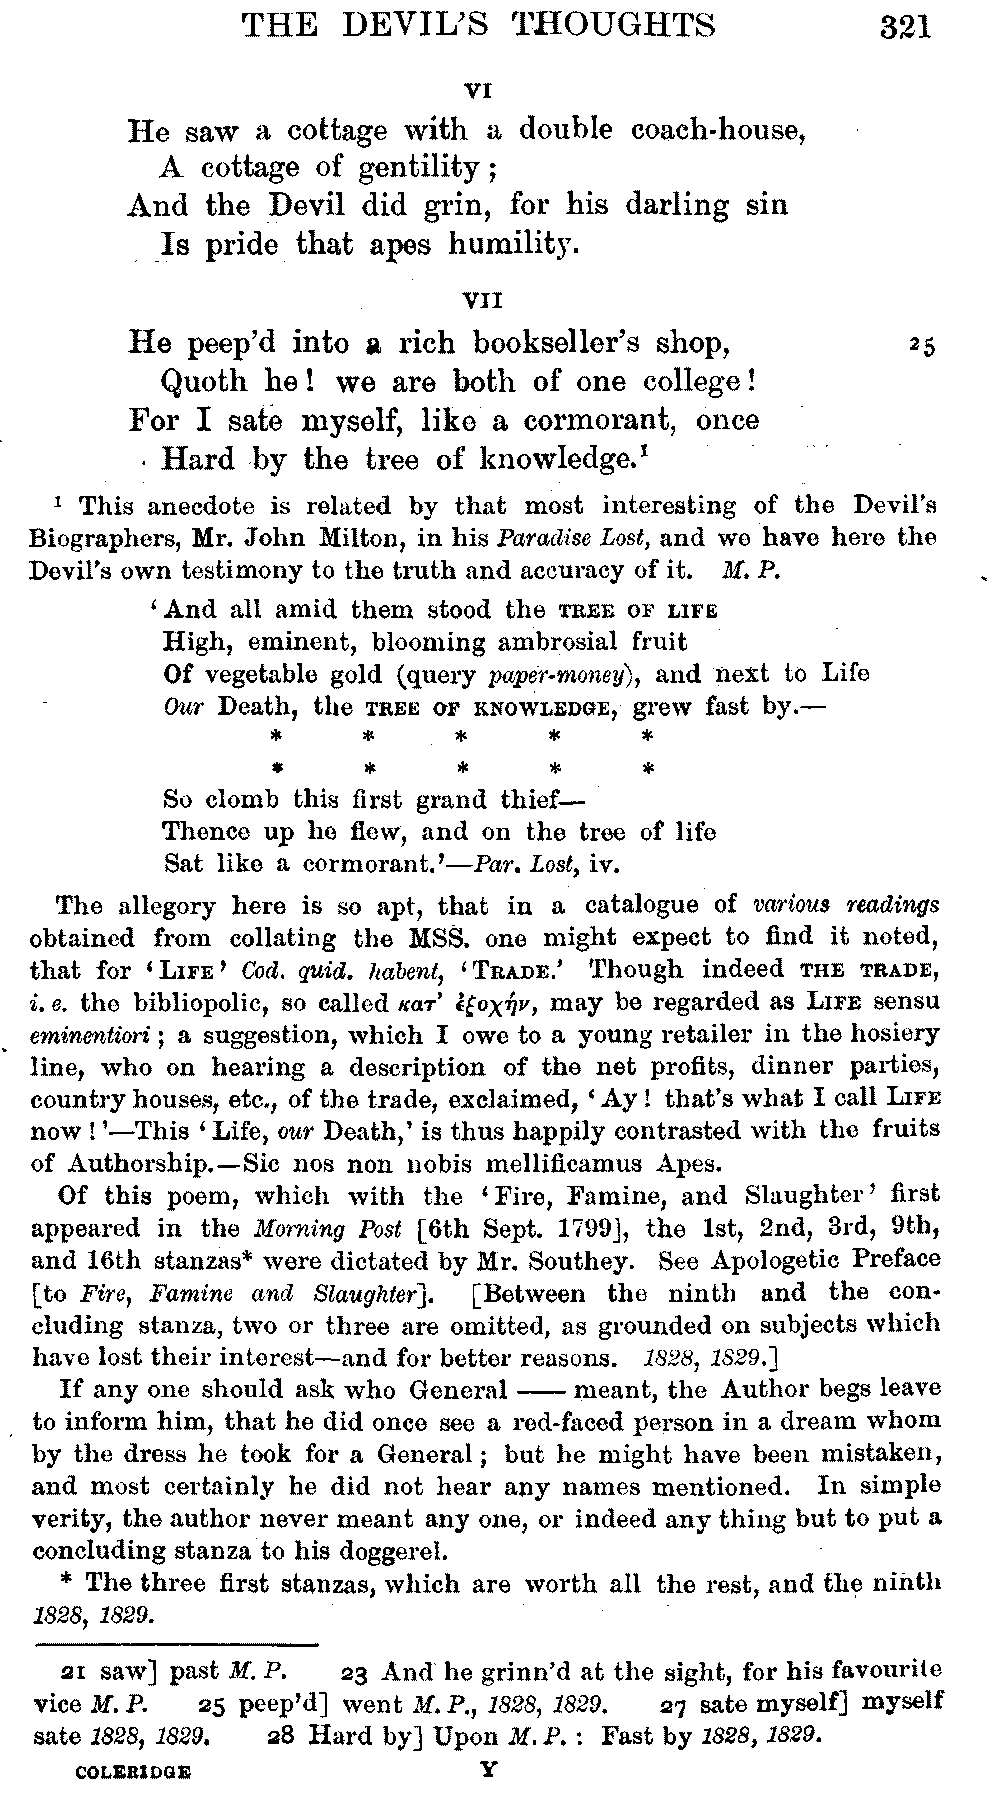 THE DEVIL'S THOUGHTS 321
VI
He saw a cottage with a double coach-house,
A cottage of gentility ;
And the Devil did grin, for his darling sin
Is pride that apes humility.
VII
He peep'd into a rich bookseller's shop, 25
Quoth he ! we are both of one college !
For I sate myself, like a cormorant, once
Hard by the tree of knowledge.¹
¹ This anecdote is related by that most interesting of the Devil's
Biographers, Mr. John Milton, in his Paradise Lost, and we have here the
Devil's own testimony to the truth and accuracy of it. M. P.
‘And all amid them stood the TREE OF LIFE
High, eminent, blooming ambrosial fruit
Of vegetable gold (query paper-money), and next to Life
Our Death, the TREE OF KNOWLEDGE, grew fast by.—
* * * * *
* * * * *
So clomb this first grand thief—
Thence up he flew, and on the tree of life
Sat like a cormorant.’—Par. Lost, iv.
The allegory here is so apt, that in a catalogue of various readings
obtained from collating the MSS. one might expect to find it noted,
that for ‘LIFE’ Cod. quid. habent, ‘TRADE.’ Though indeed THE TRADE,
i. e. the bibliopolic, so called κατ’ ἐξοχήν, may be regarded as LIFE sensu
eminentiori ; a suggestion, which I owe to a young retailer in the hosiery
line, who on hearing a description of the net profits, dinner parties,
country houses, etc., of the trade, exclaimed, ‘Ay ! that's what I call LIFE
now !’—This ‘Life, our Death,’ is thus happily contrasted with the fruits
of Authorship.—Sic nos non nobis mellificamus Apes.
Of this poem, which with the ‘Fire, Famine, and Slaughter’ first
appeared in the Morning Post [6th Sept. 1799], the 1st, 2nd, 3rd, 9th,
and 16th stanzas* were dictated by Mr. Southey. See Apologetic Preface
[to Fire, Famine and Slaughter]. [Between the ninth and the con-
cluding stanza, two or three are omitted, as grounded on subjects which
have lost their interest—and for better reasons. 1828, 1829.]
If any one should ask who General —— meant, the Author begs leave
to inform him, that he did once see a red-faced person in a dream whom
by the dress he took for a General ; but he might have been mistaken,
and most certainly he did not hear any names mentioned. In simple
verity, the author never meant any one, or indeed any thing but to put a
concluding stanza to his doggerel.
* The three first stanzas, which are worth all the rest, and the ninth
1828, 1829.
21 saw] past M. P. 23 And he grinn'd at the sight, for his favourite
vice M. P. 25 peep'd] went M. P., 1828, 1829. 27 sate myself] myself
sate 1828, 1829. 28 Hard by] Upon M. P. : Fast by 1828, 1829.
COLERIDGE Y